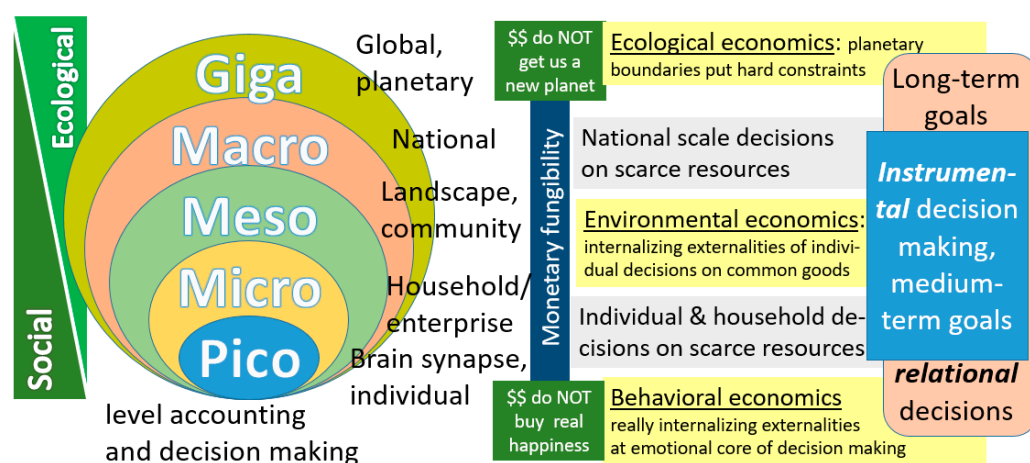 Ecological
Social
Giga
Macro
Meso
Micro
Pico
Global,
planetary
National
Landscape,
community
Household/
enterprise
Brain synapse,
individual
level accounting
and decision making
$$ do NOT
get us a
new planet
Monetary fungibility
$$ do NOT
buy real
happiness
Ecological economics: planetary
boundaries put hard constraints
National scale decisions
on scarce resources
Environmental economics:
internalizing externalities of indivi-
dual decisions on common goods
Individual & household de-
cisions on scarce resources
Behavioral economics
really internalizing externalities
at emotional core of decision making
Long-term
goals
Instrumen-
tal decision
making,
medium-
term goals
relational
decisions